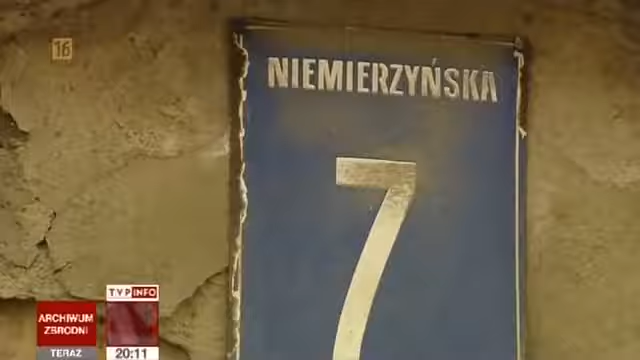 16
NIEMIERZYŃSKA
7
TVP INFO
ARCHIWUM
ZBRODNI
TERAZ
20:11